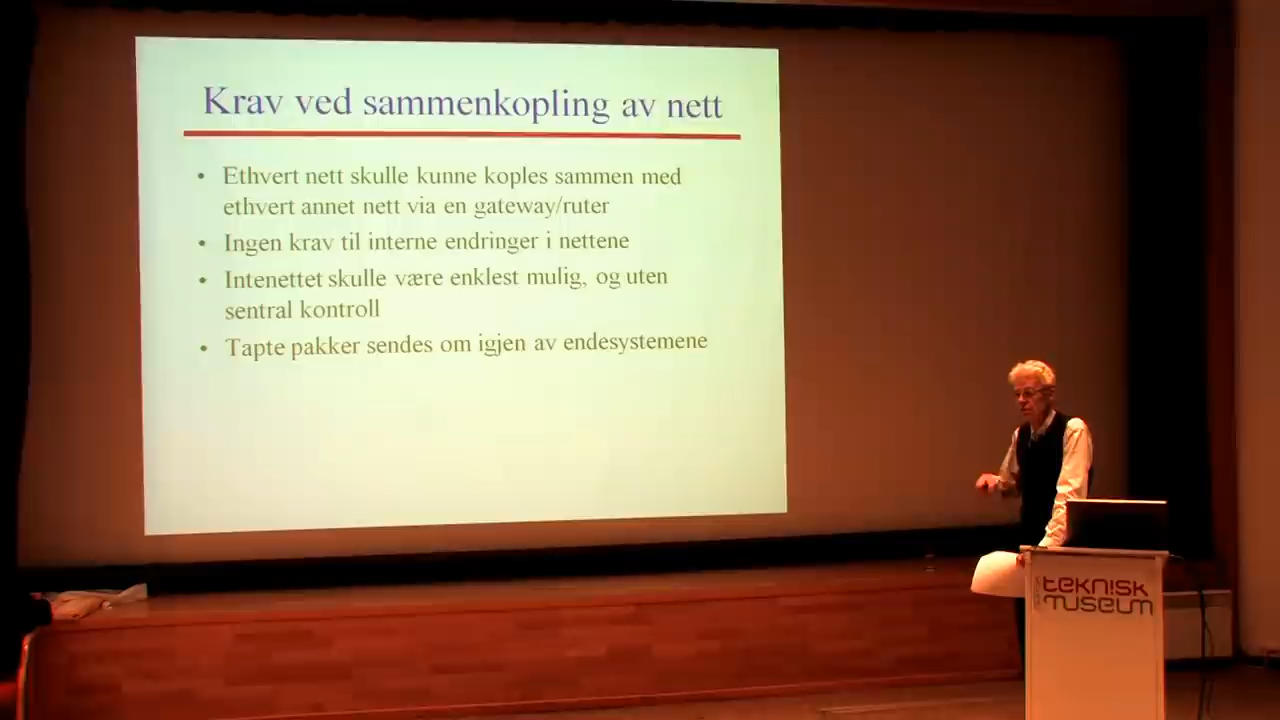 Krav ved sammenkopling av nett
• Ethvert nett skulle kunne koples sammen med
ethvert annet nett via en gateway/ruter
• Ingen krav til interne endringer i nettene
• Intenettet skulle være enklest mulig, og uten
sentral kontroll
• Tapte pakker sendes om igjen av endesystemene
teknisk
museum